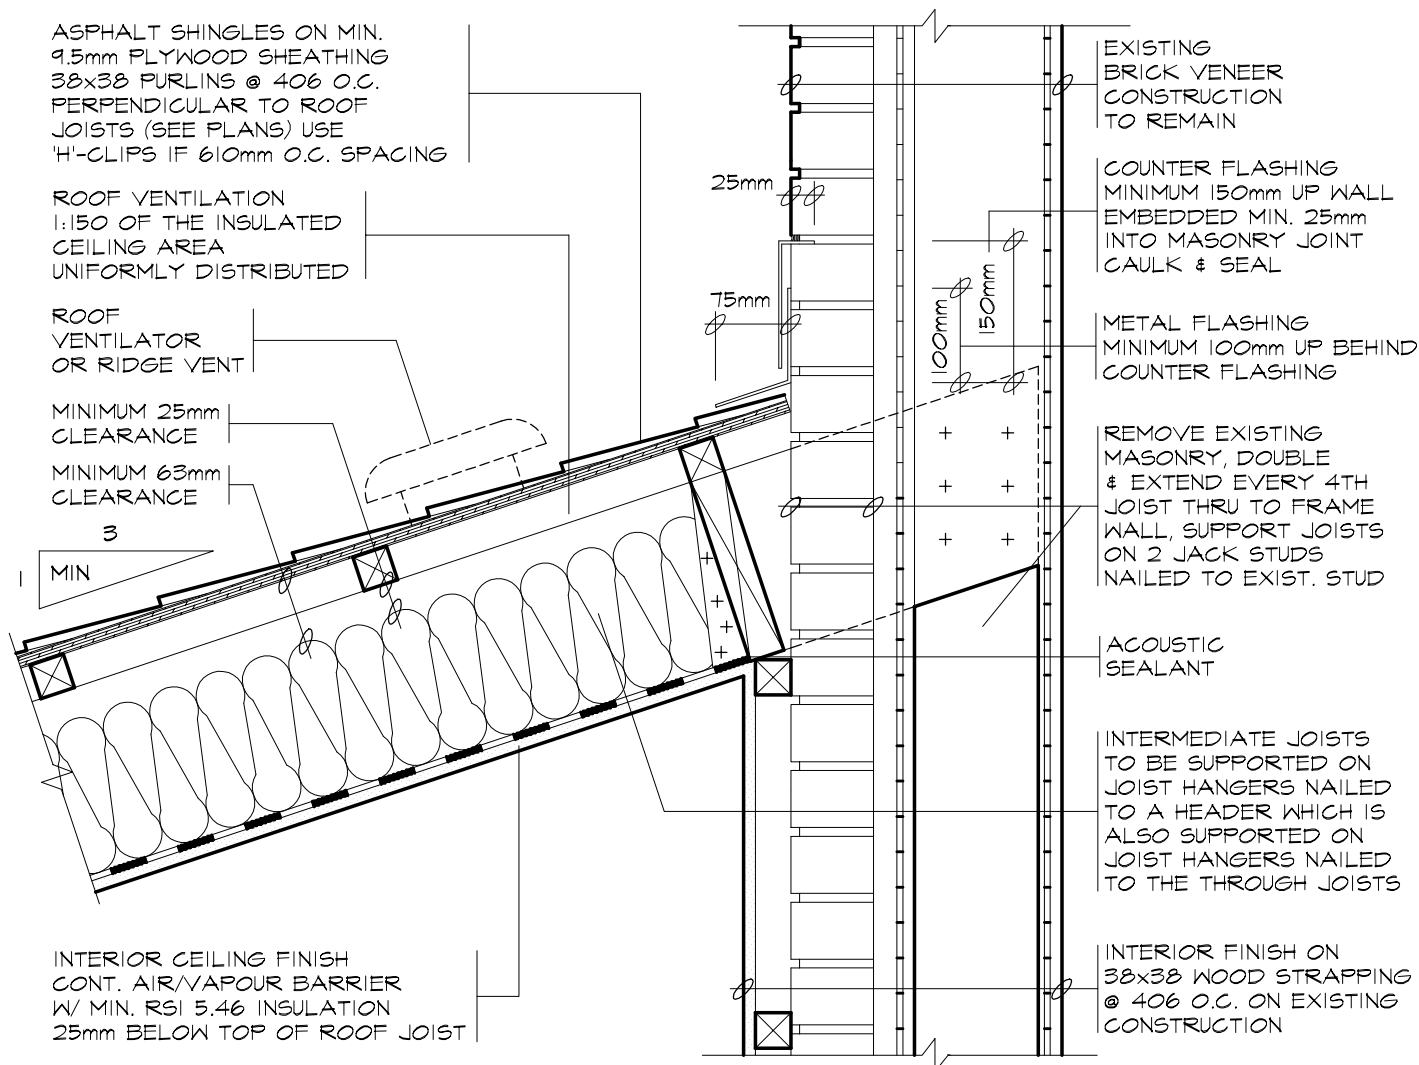 ASPHALT SHINGLES ON MIN.
9.5mm PLYWOOD SHEATHING
38x38 PURLINS @ 406 O.C.
PERPENDICULAR TO ROOF
JOISTS (SEE PLANS) USE
'H'-CLIPS IF 610mm O.C. SPACING
ROOF VENTILATION
1:150 OF THE INSULATED
CEILING AREA
UNIFORMLY DISTRIBUTED
ROOF
VENTILATOR
OR RIDGE VENT
MINIMUM 25mm
CLEARANCE
MINIMUM 63mm
CLEARANCE
3
1
MIN
INTERIOR CEILING FINISH
CONT. AIR/VAPOUR BARRIER
W/ MIN. RSI 5.46 INSULATION
25mm BELOW TOP OF ROOF JOIST
25mm
75mm
100mm
150mm
EXISTING
BRICK VENEER
CONSTRUCTION
TO REMAIN
COUNTER FLASHING
MINIMUM 150mm UP WALL
EMBEDDED MIN. 25mm
INTO MASONRY JOINT
CAULK & SEAL
METAL FLASHING
MINIMUM 100mm UP BEHIND
COUNTER FLASHING
REMOVE EXISTING
MASONRY, DOUBLE
& EXTEND EVERY 4TH
JOIST THRU TO FRAME
WALL, SUPPORT JOISTS
ON 2 JACK STUDS
NAILED TO EXIST. STUD
ACOUSTIC
SEALANT
INTERMEDIATE JOISTS
TO BE SUPPORTED ON
JOIST HANGERS NAILED
TO A HEADER WHICH IS
ALSO SUPPORTED ON
JOIST HANGERS NAILED
TO THE THROUGH JOISTS
INTERIOR FINISH ON
38x38 WOOD STRAPPING
@ 406 O.C. ON EXISTING
CONSTRUCTION